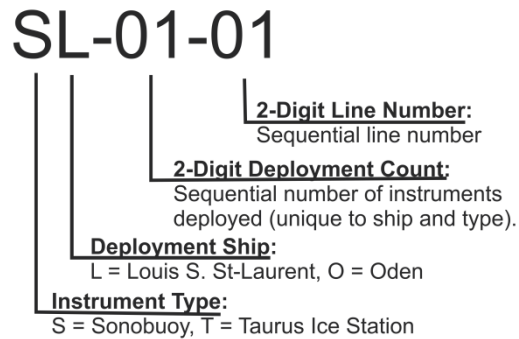 SL-01-01
2-Digit Line Number:
Sequential line number
2-Digit Deployment Count:
Sequential number of instruments
deployed (unique to ship and type).
Deployment Ship:
L = Louis S. St-Laurent, O = Oden
Instrument Type:
S = Sonobuoy, T = Taurus Ice Station